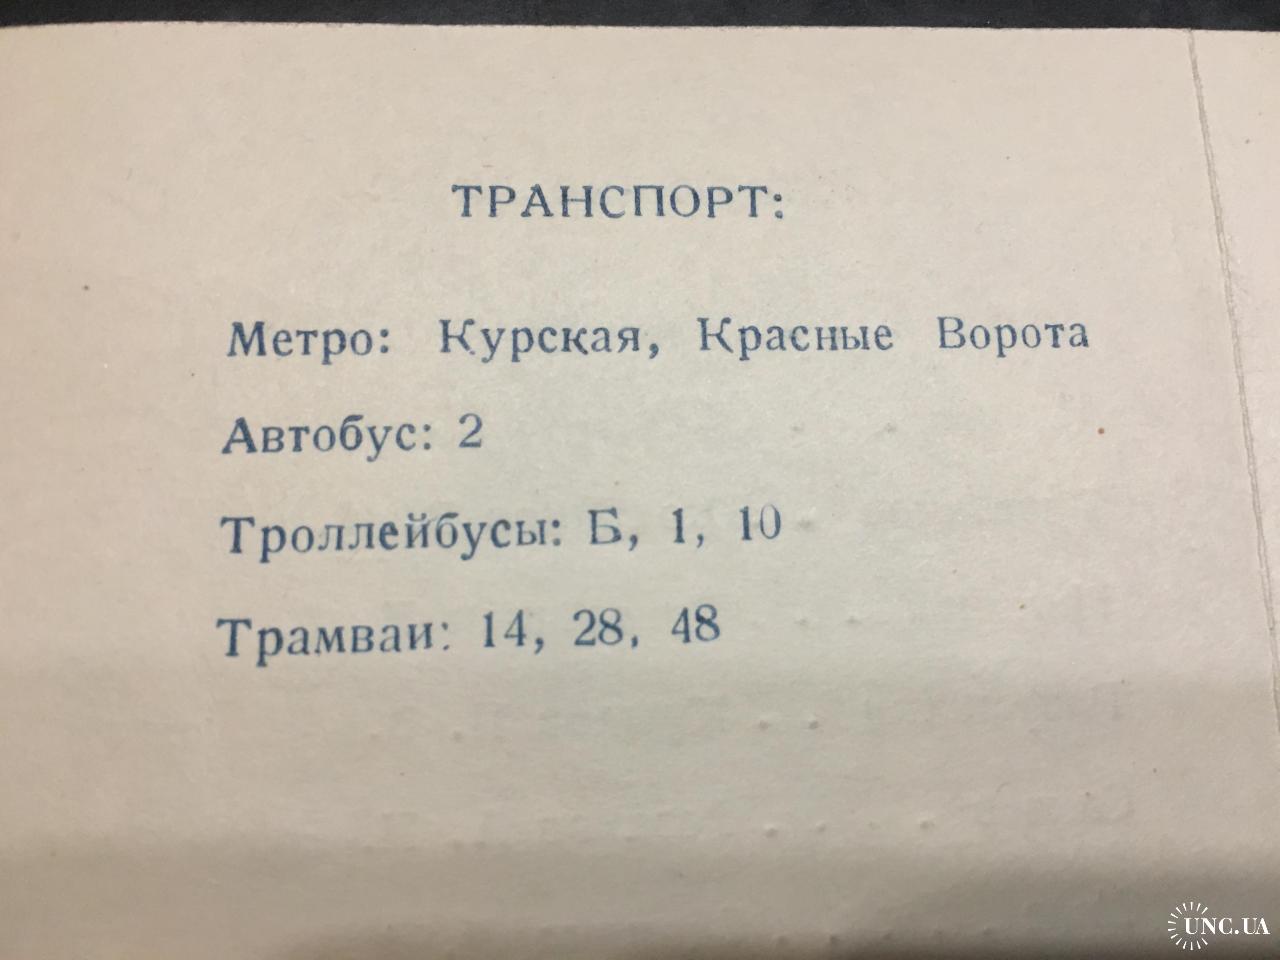 ТРАНСПОРТ:
Метро: Курская, Красные Ворота
Автобус: 2
Троллейбусы: Б, 1, 10
Трамваи: 14, 28, 48
UNC.UA